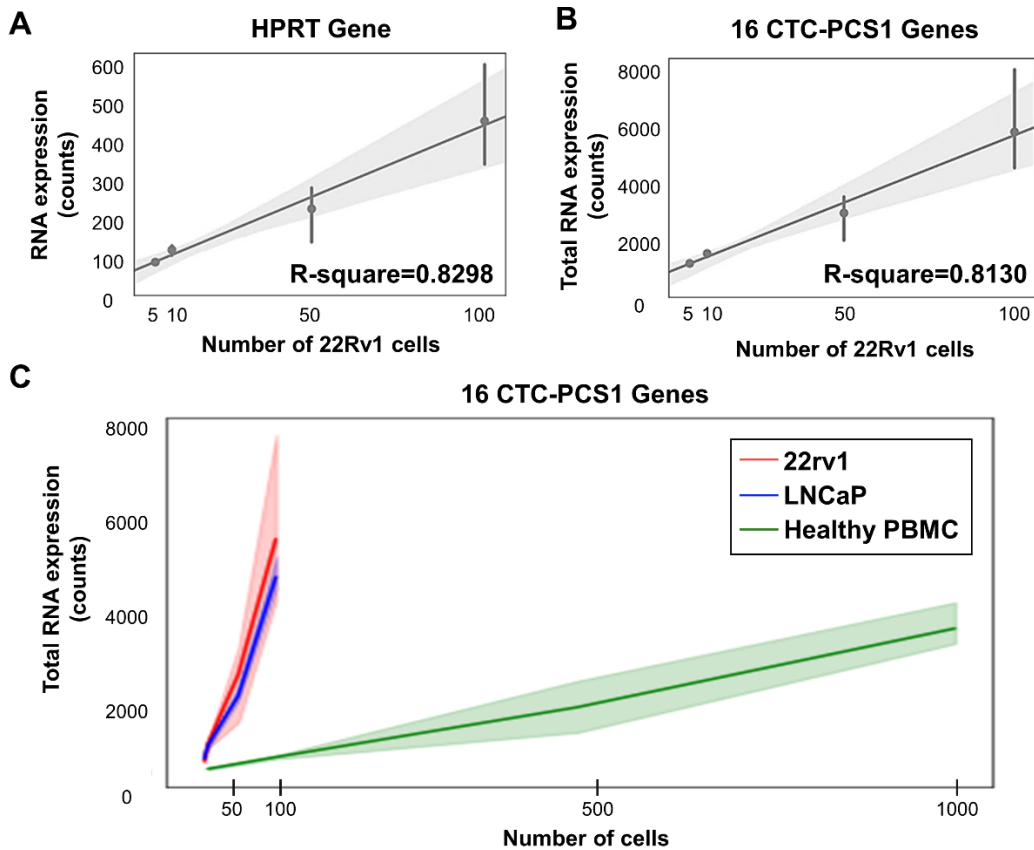 A
HPRT Gene
RNA expression
(counts)
600
500
400
300
200
100
0
R-square=0.8298
5 10 50 100
Number of 22Rv1 cells
B
16 CTC-PCS1 Genes
Total RNA expression
(counts)
8000
6000
4000
2000
0
R-square=0.8130
5 10 50 100
Number of 22Rv1 cells
C
16 CTC-PCS1 Genes
Total RNA expression
(counts)
8000
6000
4000
2000
0
22rv1
LNCaP
Healthy PBMC
50 100 500 1000
Number of cells